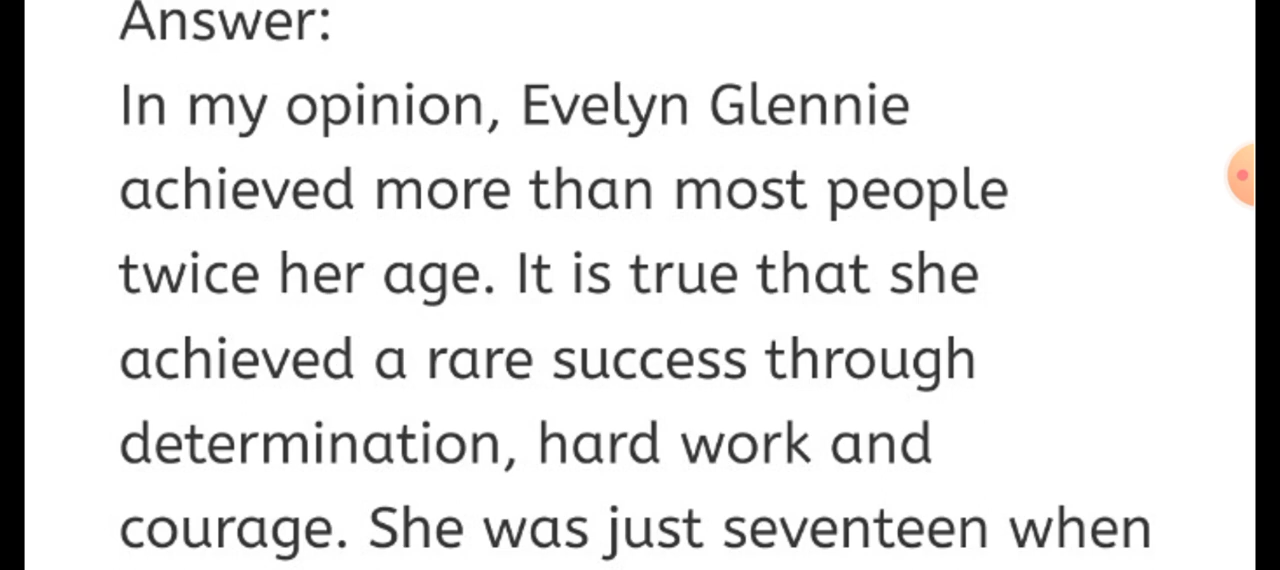 Answer:
In my opinion, Evelyn Glennie
achieved more than most people
twice her age. It is true that she
achieved a rare success through
determination, hard work and
courage. She was just seventeen when